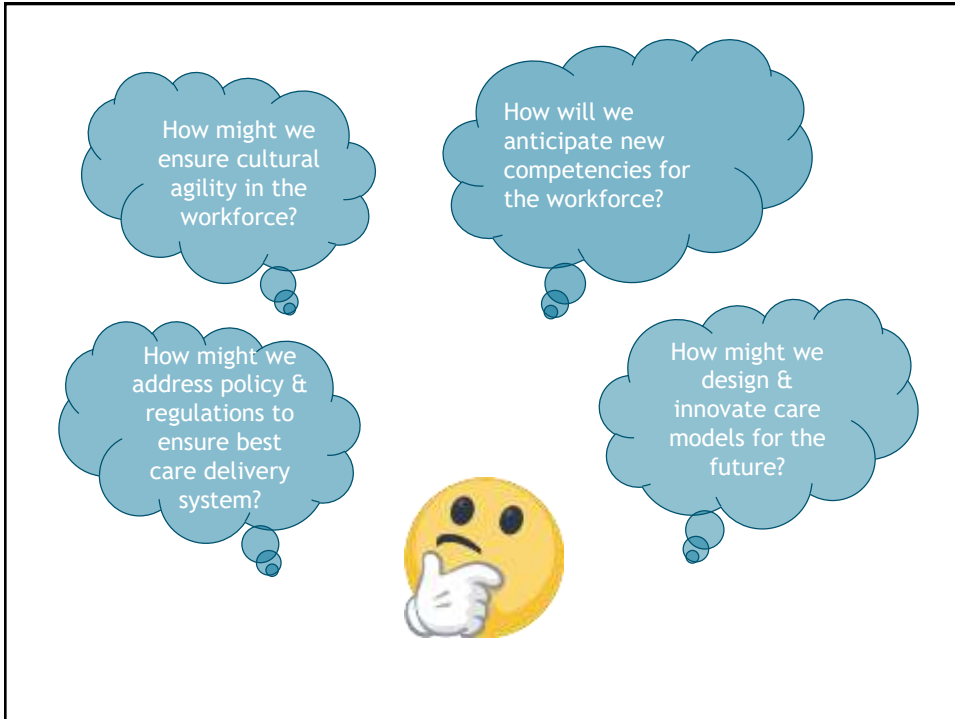 How might we
ensure cultural
agility in the
workforce?
How will we
anticipate new
competencies for
the workforce?
How might we
address policy &
regulations to
ensure best
care delivery
system?
How might we
design &
innovate care
models for the
future?